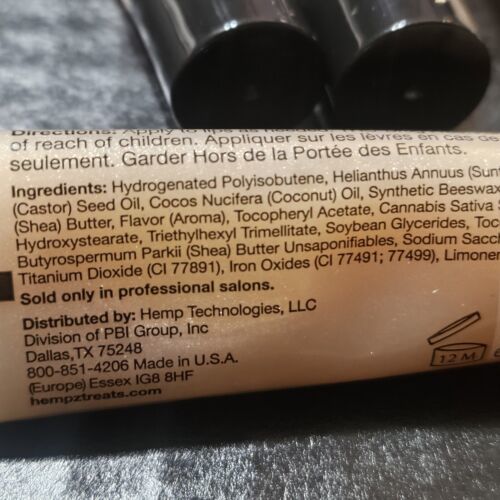 Directions: Apply to lips as needed
of reach of children. Appliquer sur les lèvres en cas de
seulement. Garder Hors de la Portée des Enfants.
Ingredients: Hydrogenated Polyisobutene, Helianthus Annuus (Sun
(Castor) Seed Oil, Cocos Nucifera (Coconut) Oil, Synthetic Beeswax
(Shea) Butter, Flavor (Aroma), Tocopheryl Acetate, Cannabis Sativa S
Hydroxystearate, Triethylhexyl Trimellitate, Soybean Glycerides, Toc
Butyrospermum Parkii (Shea) Butter Unsaponifiables, Sodium Sacc
Titanium Dioxide (CI 77891), Iron Oxides (CI 77491; 77499), Limone
Sold only in professional salons.
Distributed by: Hemp Technologies, LLC
Division of PBI Group, Inc
Dallas,TX 75248
800-851-4206 Made in U.S.A.
(Europe) Essex IG8 8HF
hempztreats.com
12 M